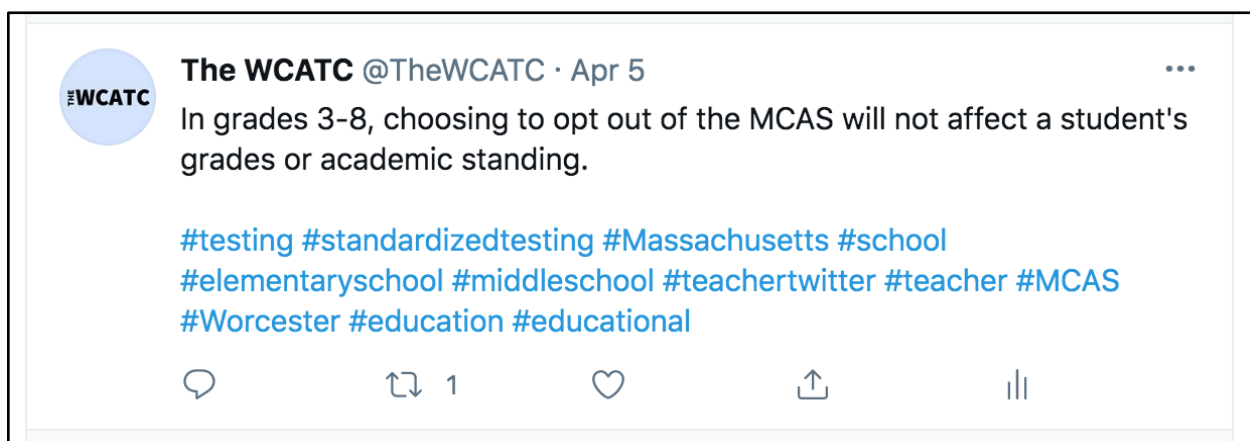 THE WCATC
The WCATC @TheWCATC · Apr 5
In grades 3-8, choosing to opt out of the MCAS will not affect a student's
grades or academic standing.
#testing #standardizedtesting #Massachusetts #school
#elementaryschool #middleschool #teachertwitter #teacher #MCAS
#Worcester #education #educational
1